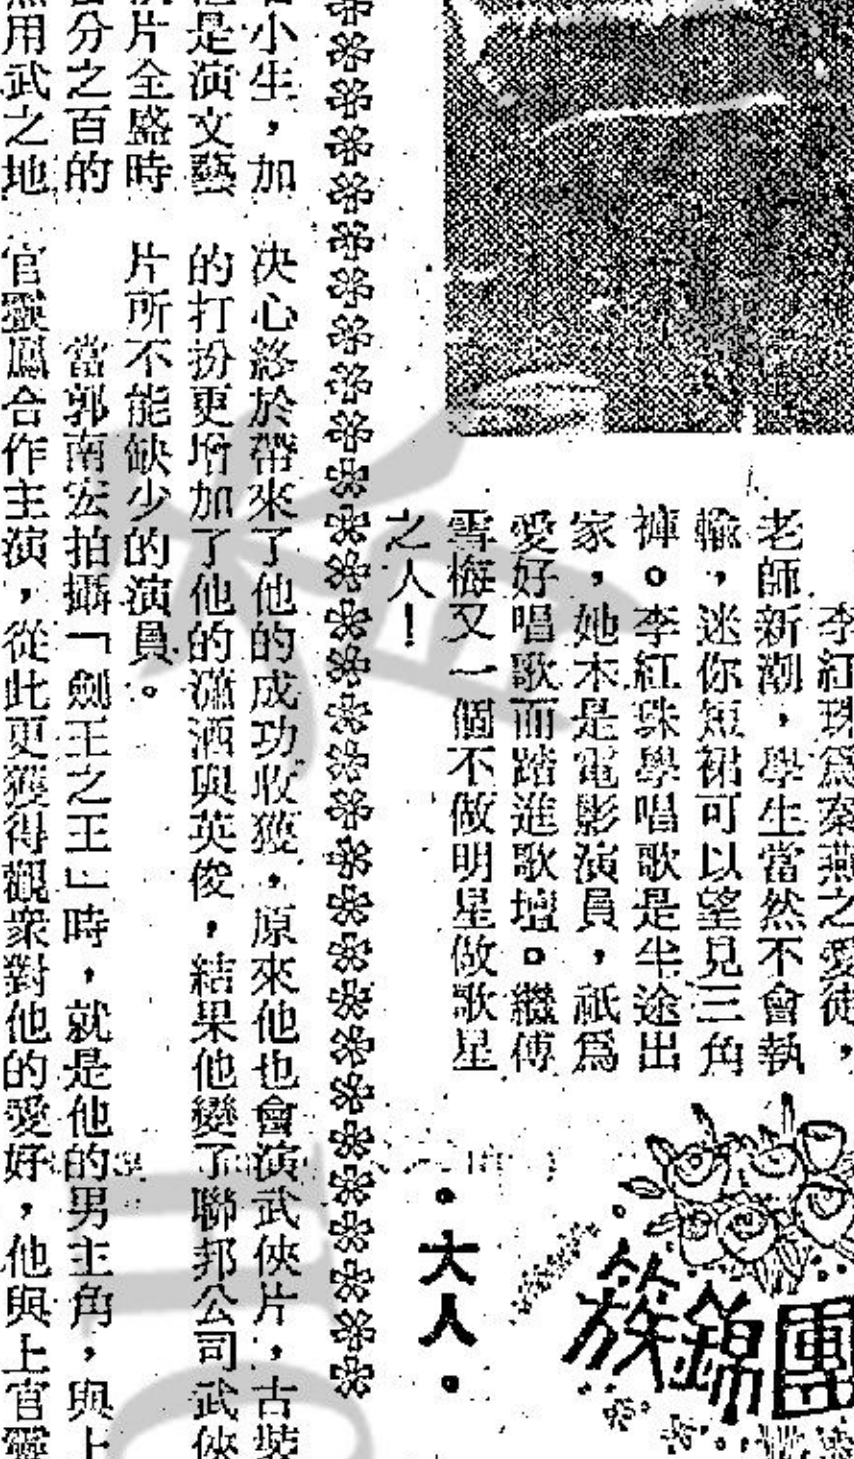 李紅珠爲秦燕之愛徒，
老師新潮，學生當然不會執
輸，迷你短裙可以望見三角
褲。李紅珠學唱歌是半途出
家，她本是電影演員，祇爲
愛好唱歌而踏進歌壇。繼傅
雪梅又一個不做明星做歌星
之人！
團錦簇
·大人·
小生，加
是演文藝
片全盛時
分之百的
用武之地
決心終於帶來了他的成功收獲，原來他也會演武俠片，古裝
的打扮更增加了他的瀟洒與英俊，結果他變了聯邦公司武俠
片所不能缺少的演員。
當郭南宏拍攝「劍王之王」時，就是他的男主角，與上
官靈鳳合作主演，從此更獲得觀衆對他的愛好，他與上官靈